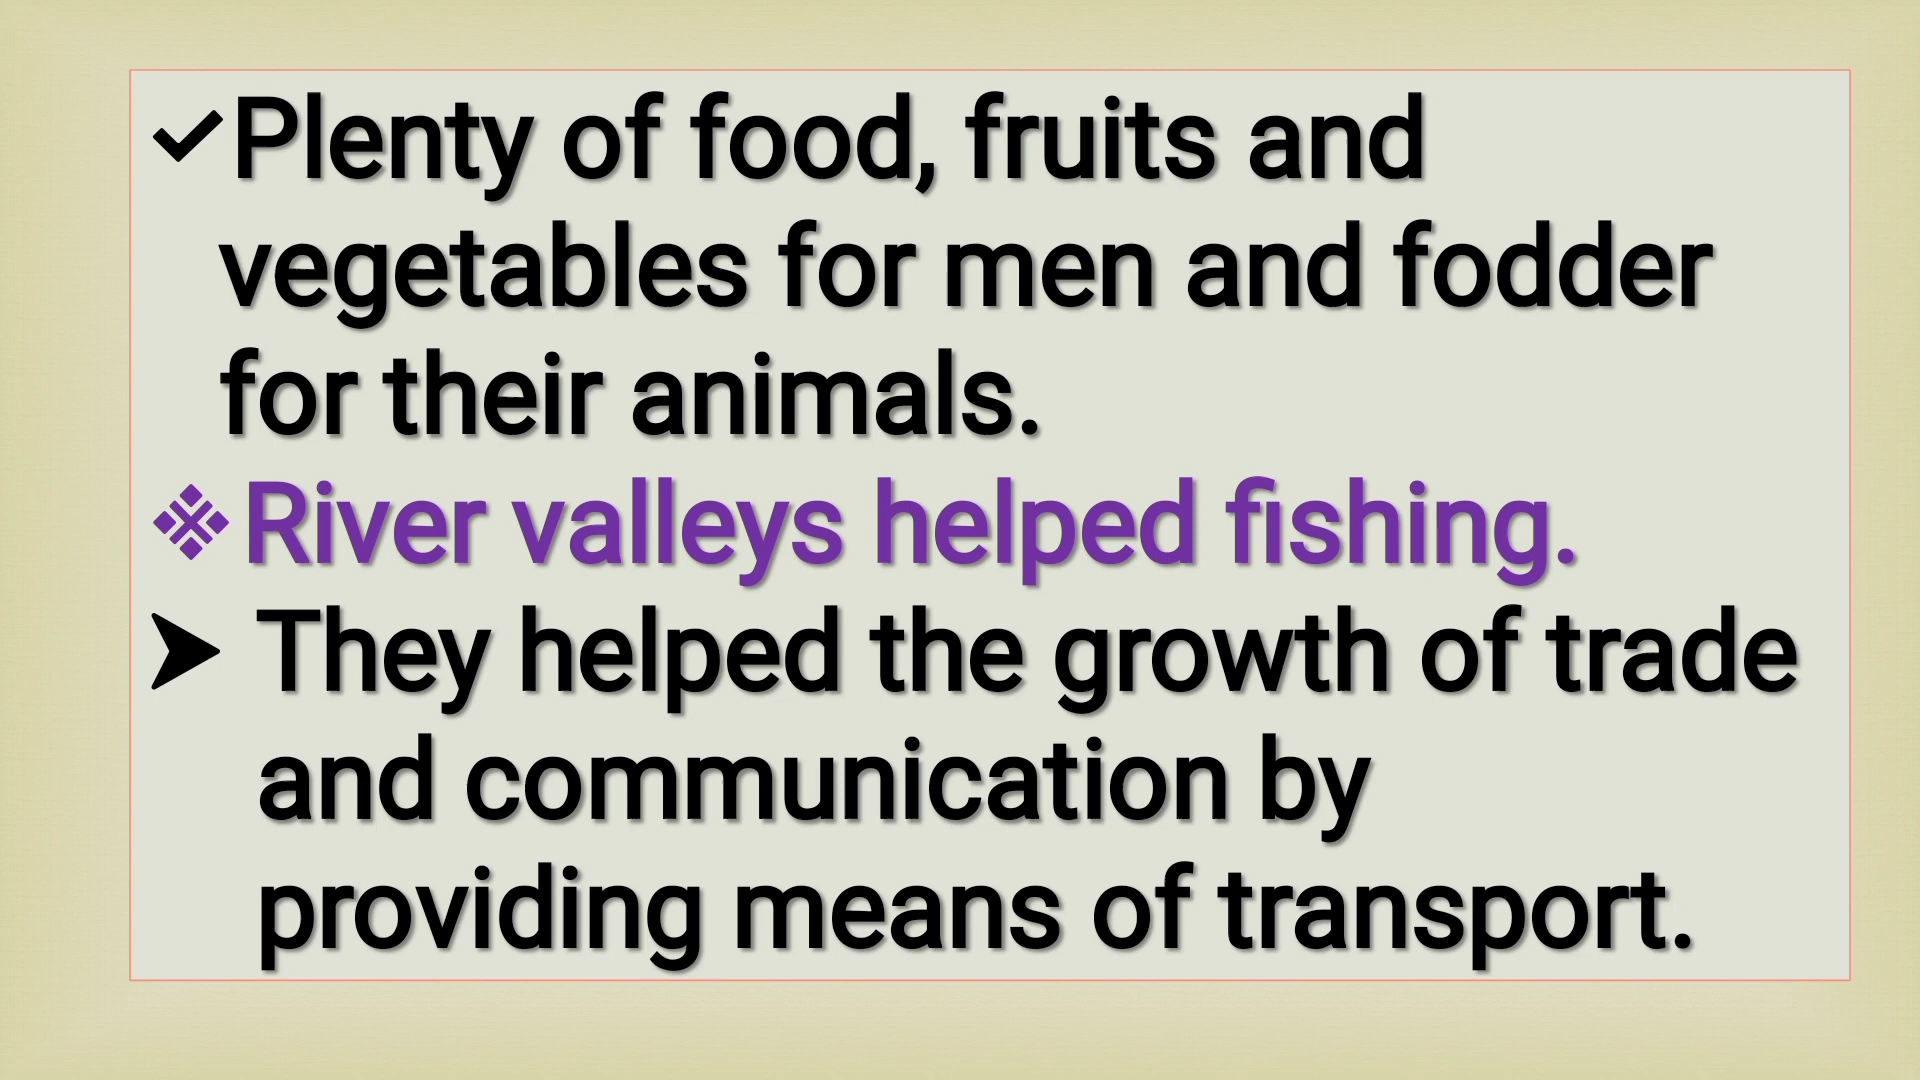 ✓Plenty of food, fruits and
vegetables for men and fodder
for their animals.
❖River valleys helped fishing.
➤ They helped the growth of trade
and communication by
providing means of transport.